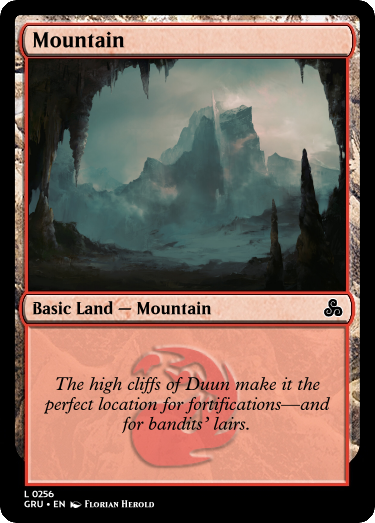 Mountain
Basic Land — Mountain
The high cliffs of Duun make it the
perfect location for fortifications—and
for bandits' lairs.
L 0256
GRU • EN Florian Herold